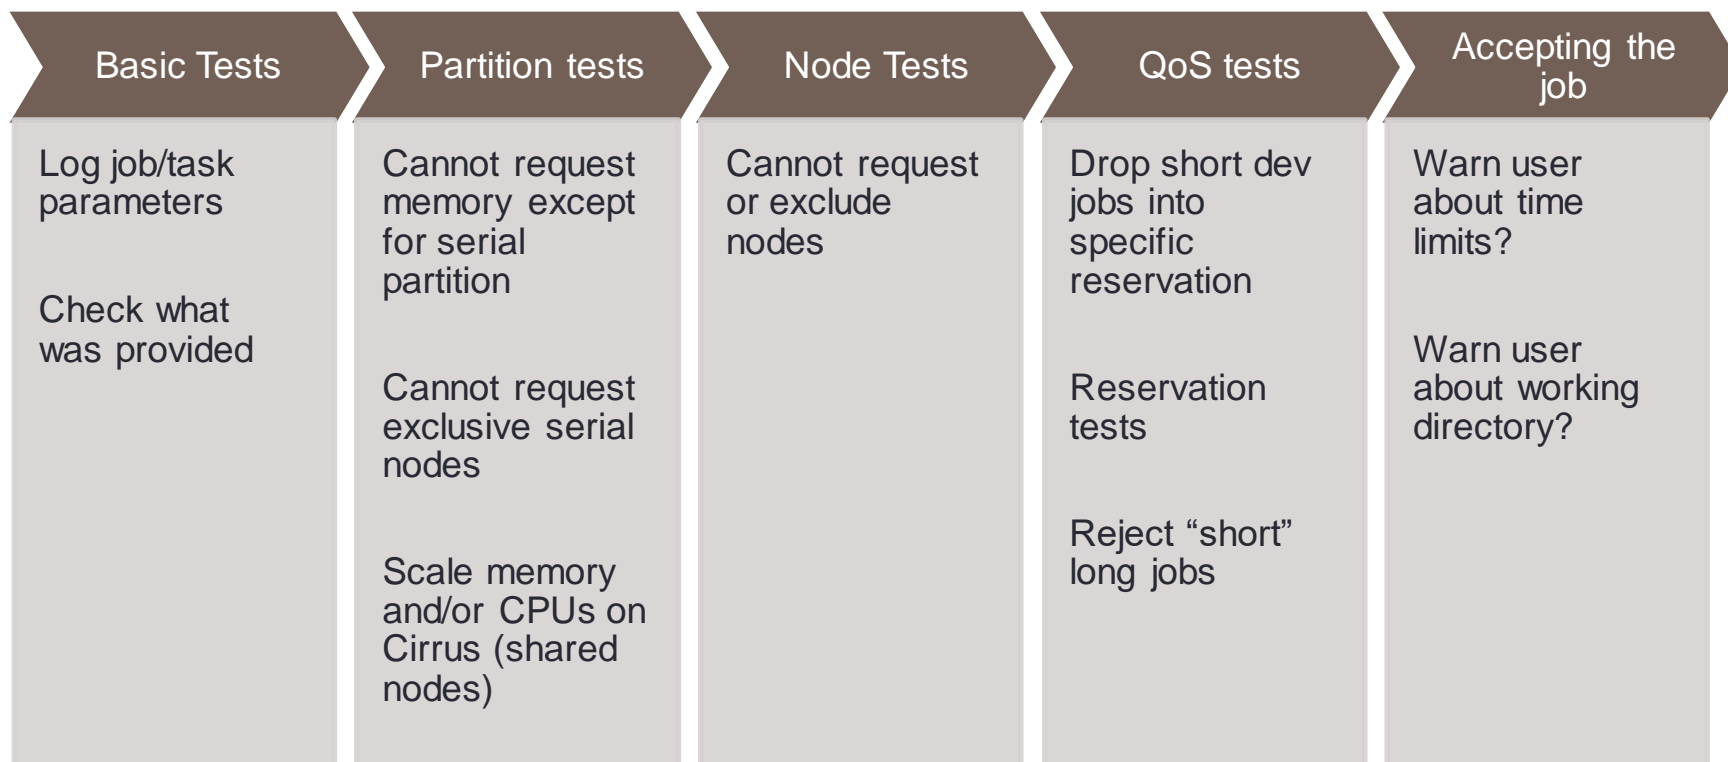 Basic Tests
Log job/task
parameters
Check what
was provided
Partition tests
Cannot request
memory except
for serial
partition
Cannot request
exclusive serial
nodes
Scale memory
and/or CPUs on
Cirrus (shared
nodes)
Node Tests
Cannot request
or exclude
nodes
QoS tests
Drop short dev
jobs into
specific
reservation
Reservation
tests
Reject “short”
long jobs
Accepting the
job
Warn user
about time
limits?
Warn user
about working
directory?